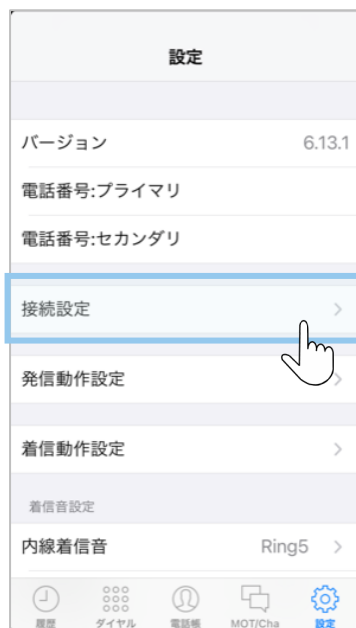 設定
バージョン 6.13.1
電話番号:プライマリ
電話番号:セカンダリ
接続設定
発信動作設定
着信動作設定
着信音設定
内線着信音 Ring5
履歴 ダイヤル 電話帳 MOT/Cha 設定